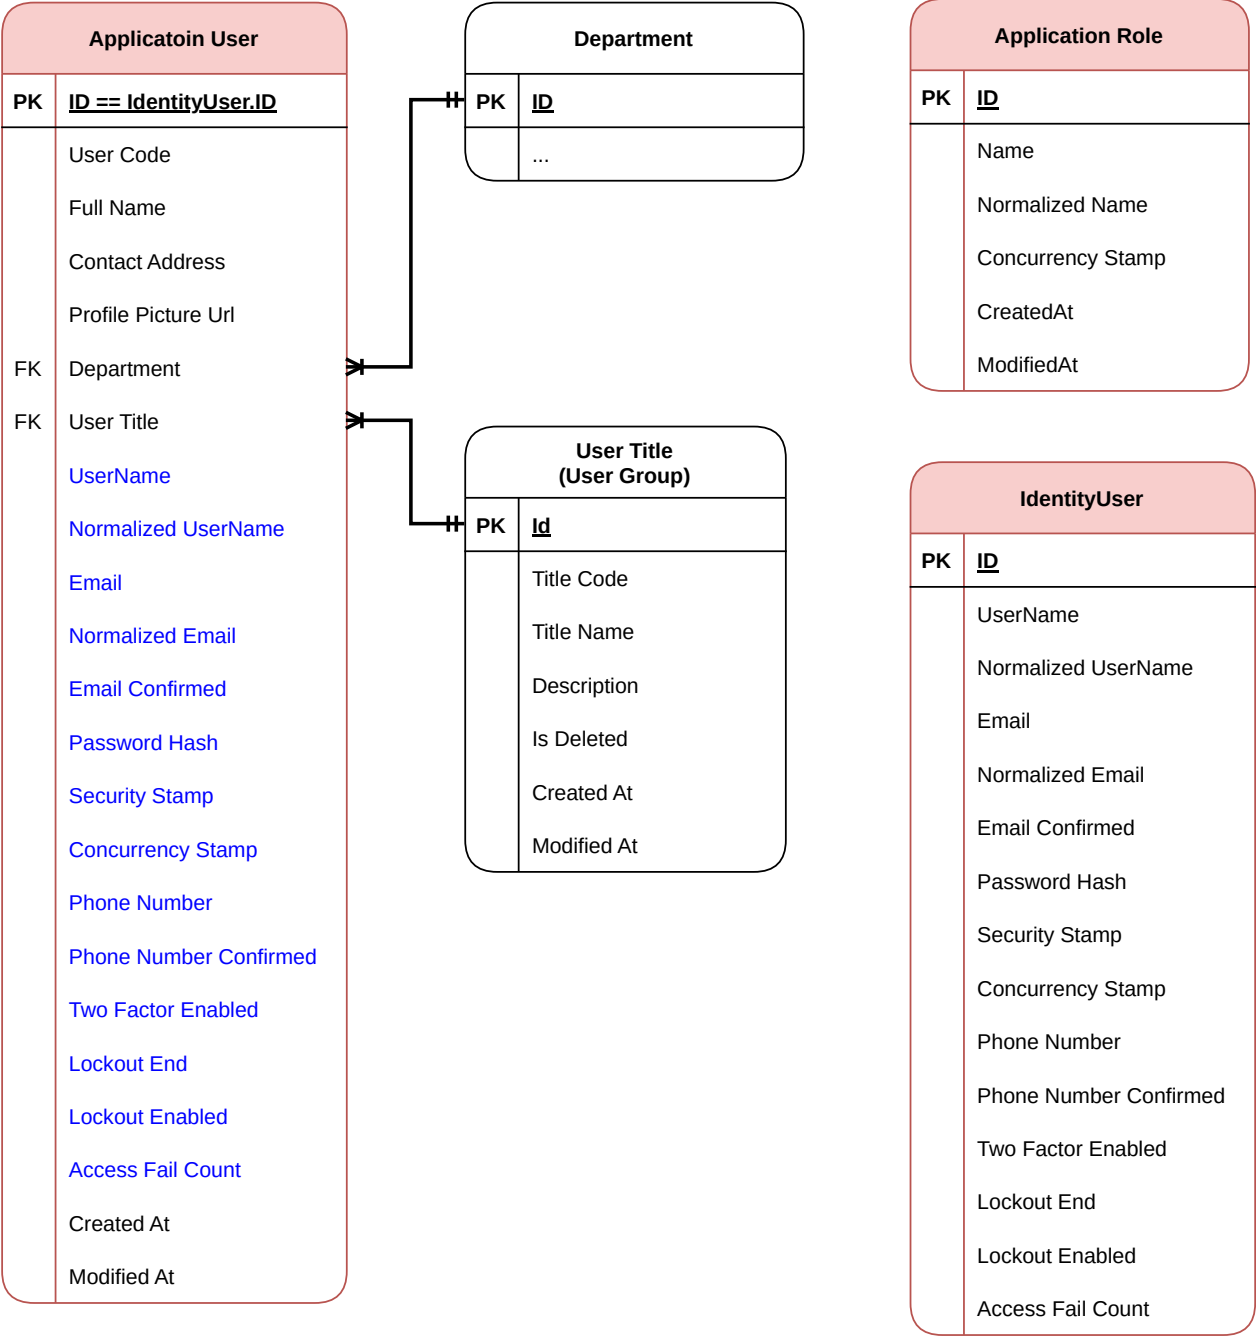 Applicatoin User
PK ID == IdentityUser.ID
User Code
Full Name
Contact Address
Profile Picture Url
FK Department
FK User Title
UserName
Normalized UserName
Email
Normalized Email
Email Confirmed
Password Hash
Security Stamp
Concurrency Stamp
Phone Number
Phone Number Confirmed
Two Factor Enabled
Lockout End
Lockout Enabled
Access Fail Count
Created At
Modified At
Department
PK ID
...
User Title
(User Group)
PK Id
Title Code
Title Name
Description
Is Deleted
Created At
Modified At
Application Role
PK ID
Name
Normalized Name
Concurrency Stamp
CreatedAt
ModifiedAt
IdentityUser
PK ID
UserName
Normalized UserName
Email
Normalized Email
Email Confirmed
Password Hash
Security Stamp
Concurrency Stamp
Phone Number
Phone Number Confirmed
Two Factor Enabled
Lockout End
Lockout Enabled
Access Fail Count